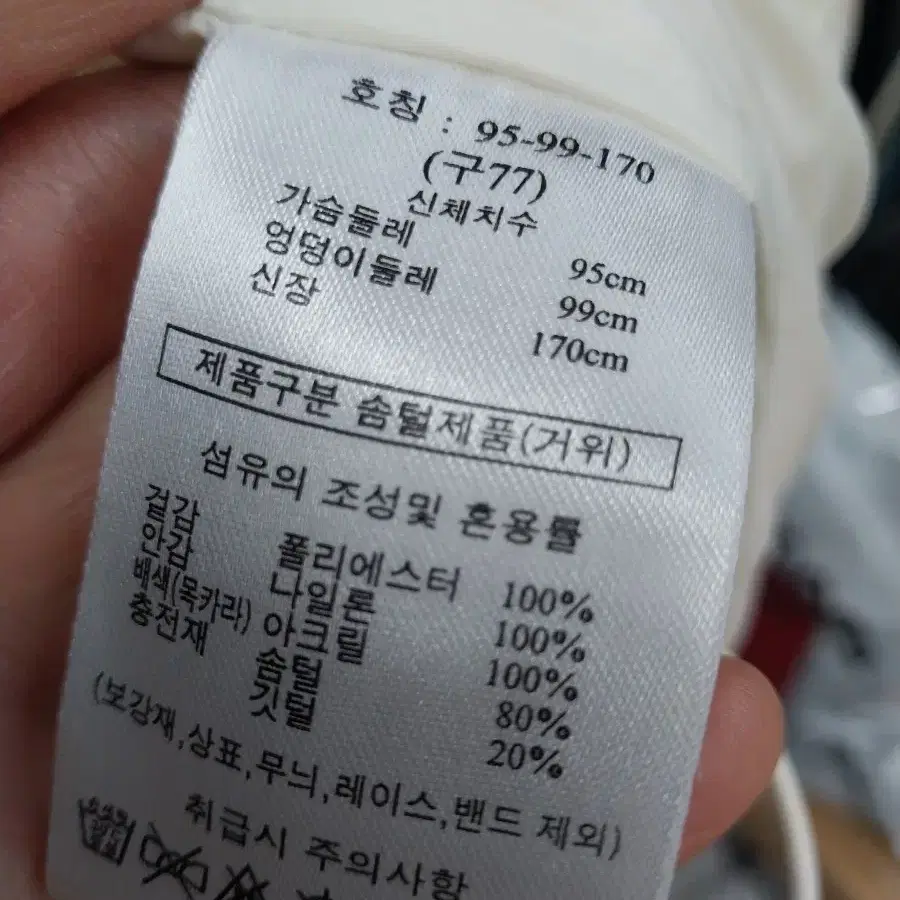 호칭 : 95-99-170
(구77)
신체치수
가슴둘레 95cm
엉덩이둘레 99cm
신장 170cm
제품구분 솜털제품(거위)
섬유의 조성및 혼용률
겉감 폴리에스터 100%
안감 나일론 100%
배색(목카라) 아크릴 100%
충전재 솜털 80%
깃털 20%
(보강재,상표,무늬,레이스,밴드 제외)
취급시 주의사항